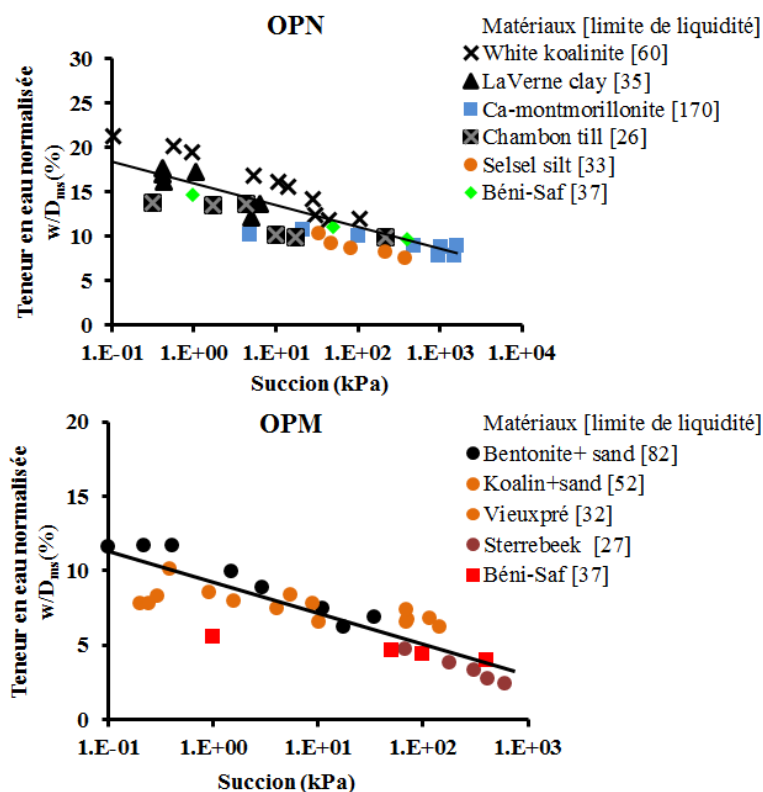 OPN
Matériaux [limite de liquidité]
White koalinite [60]
LaVerne clay [35]
Ca-montmorillonite [170]
Chambon till [26]
Selsel silt [33]
Béni-Saf [37]
Teneur en eau normalisée
w/Dms(%)
30
25
20
15
10
5
0
1.E-01 1.E+00 1.E+01 1.E+02 1.E+03 1.E+04
Succion (kPa)
OPM
Matériaux [limite de liquidité]
Bentonite+ sand [82]
Koalin+sand [52]
Vieuxpré [32]
Sterrebeek [27]
Béni-Saf [37]
Teneur en eau normalisée
w/Dms(%)
20
15
10
5
0
1.E-01 1.E+00 1.E+01 1.E+02 1.E+03
Succion (kPa)